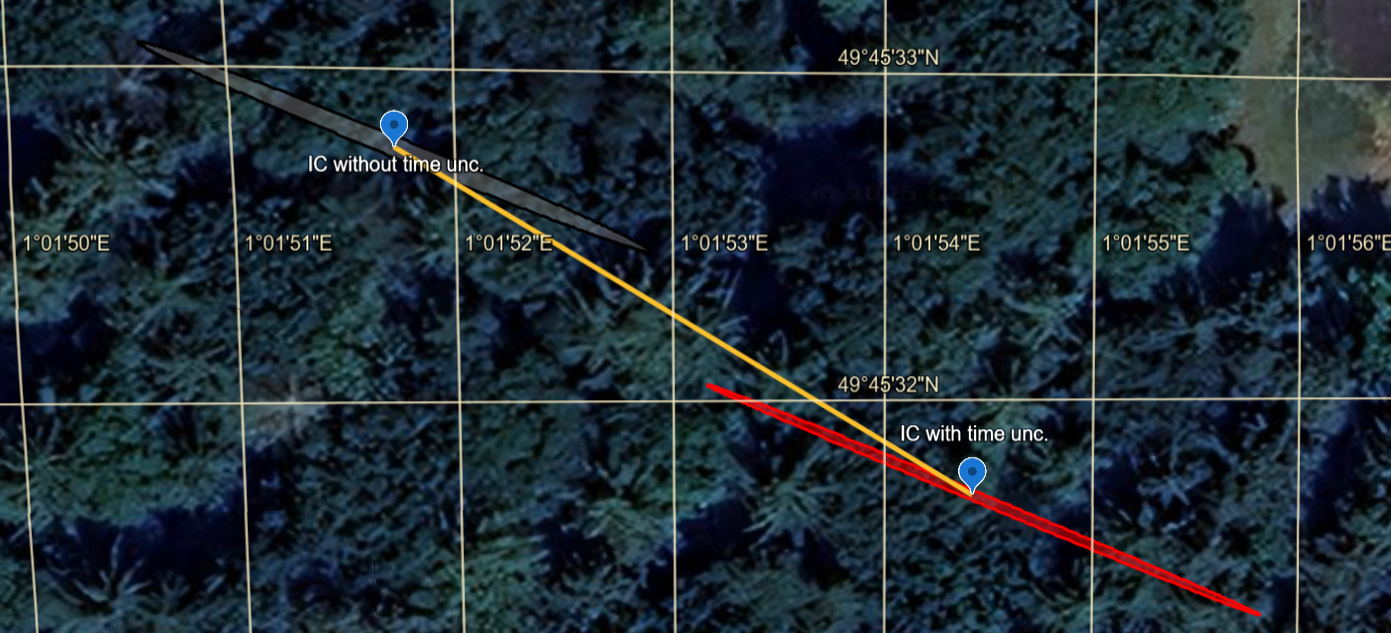 49°45'33"N
IC without time unc.
1°01'50"E
1°01'51"E
1°01'52"E
1°01'53"E
1°01'54"E
1°01'55"E
1°01'56"E
49°45'32"N
IC with time unc.